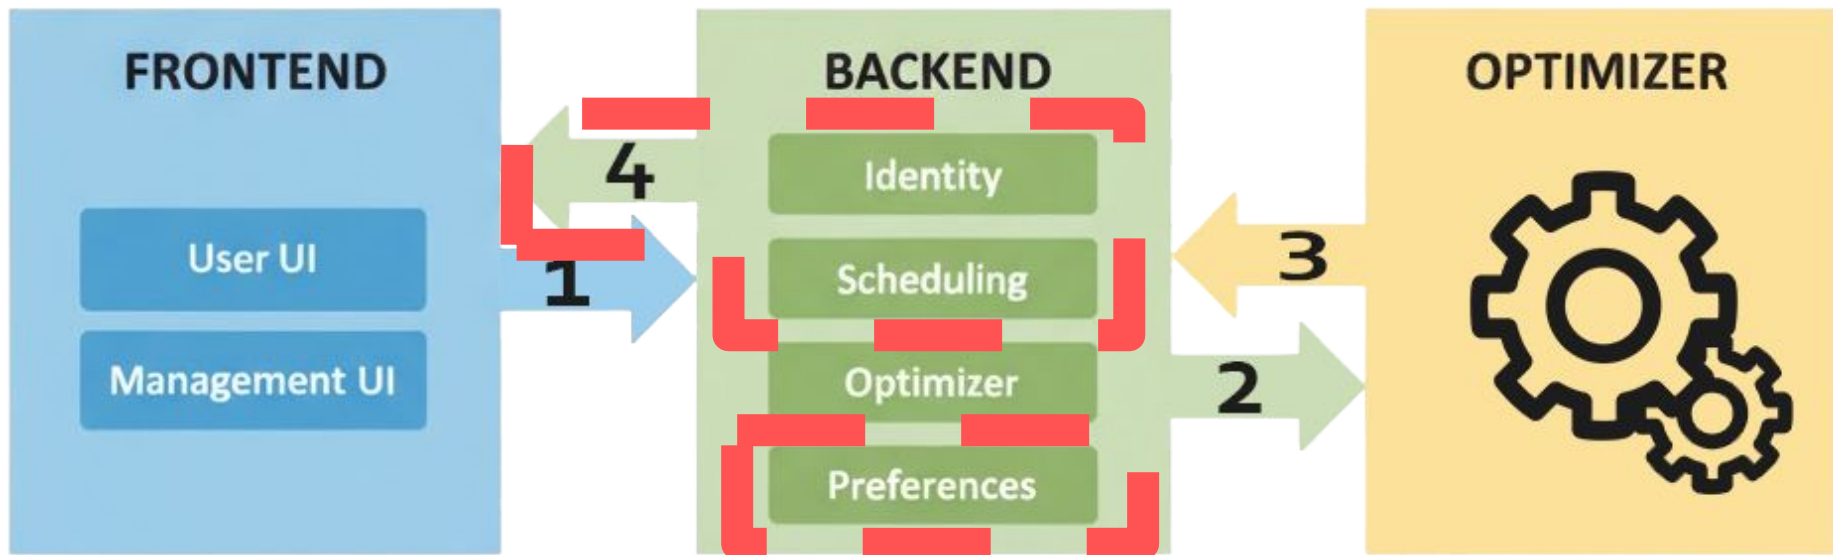 FRONTEND
User UI
Management UI
4
1
BACKEND
Identity
Scheduling
Optimizer
Preferences
3
2
OPTIMIZER